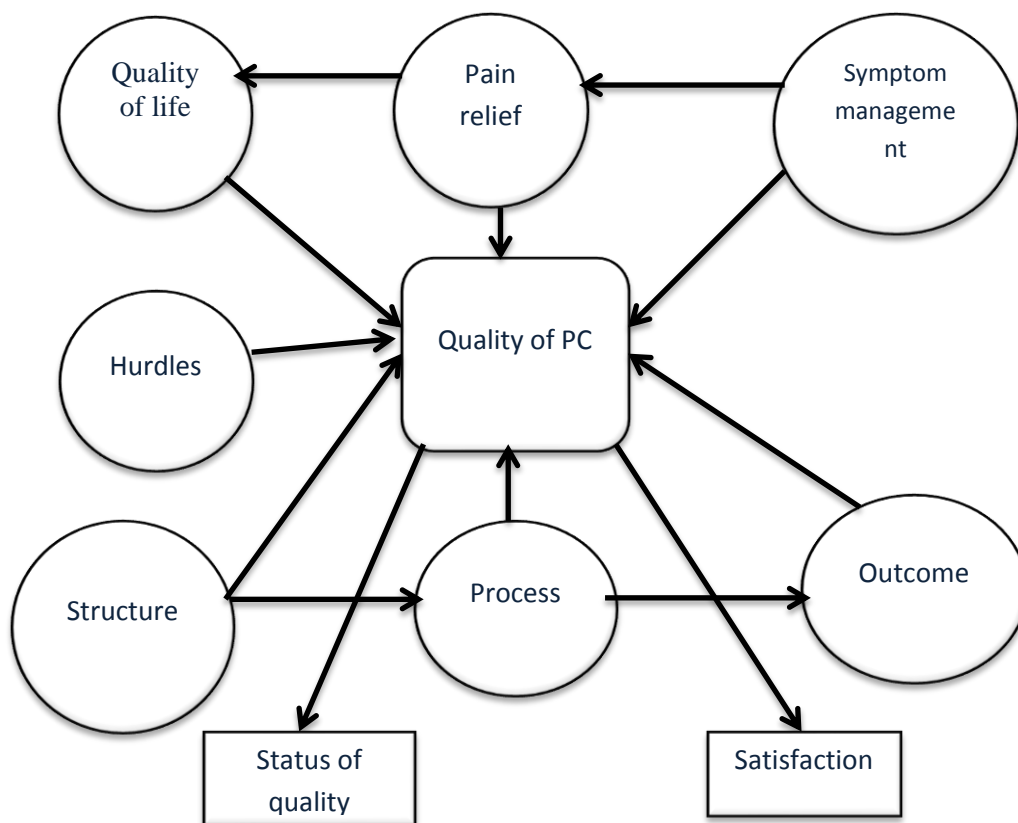 Quality
of life
Pain
relief
Symptom
manageme
nt
Quality of PC
Hurdles
Structure
Process
Outcome
Status of
quality
Satisfaction